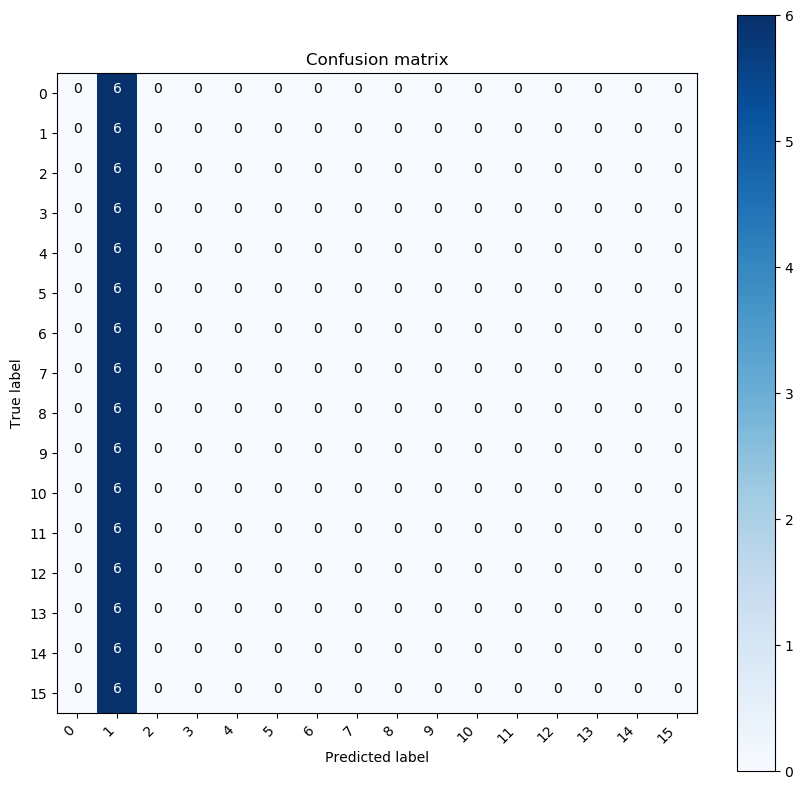 Confusion matrix
0 0 6 0 0 0 0 0 0 0 0 0 0 0 0 0 0
1 0 6 0 0 0 0 0 0 0 0 0 0 0 0 0 0
2 0 6 0 0 0 0 0 0 0 0 0 0 0 0 0 0
3 0 6 0 0 0 0 0 0 0 0 0 0 0 0 0 0
4 0 6 0 0 0 0 0 0 0 0 0 0 0 0 0 0
5 0 6 0 0 0 0 0 0 0 0 0 0 0 0 0 0
6 0 6 0 0 0 0 0 0 0 0 0 0 0 0 0 0
7 0 6 0 0 0 0 0 0 0 0 0 0 0 0 0 0
8 0 6 0 0 0 0 0 0 0 0 0 0 0 0 0 0
9 0 6 0 0 0 0 0 0 0 0 0 0 0 0 0 0
10 0 6 0 0 0 0 0 0 0 0 0 0 0 0 0 0
11 0 6 0 0 0 0 0 0 0 0 0 0 0 0 0 0
12 0 6 0 0 0 0 0 0 0 0 0 0 0 0 0 0
13 0 6 0 0 0 0 0 0 0 0 0 0 0 0 0 0
14 0 6 0 0 0 0 0 0 0 0 0 0 0 0 0 0
15 0 6 0 0 0 0 0 0 0 0 0 0 0 0 0 0
0 1 2 3 4 5 6 7 8 9 10 11 12 13 14 15
Predicted label
True label
6
5
4
3
2
1
0